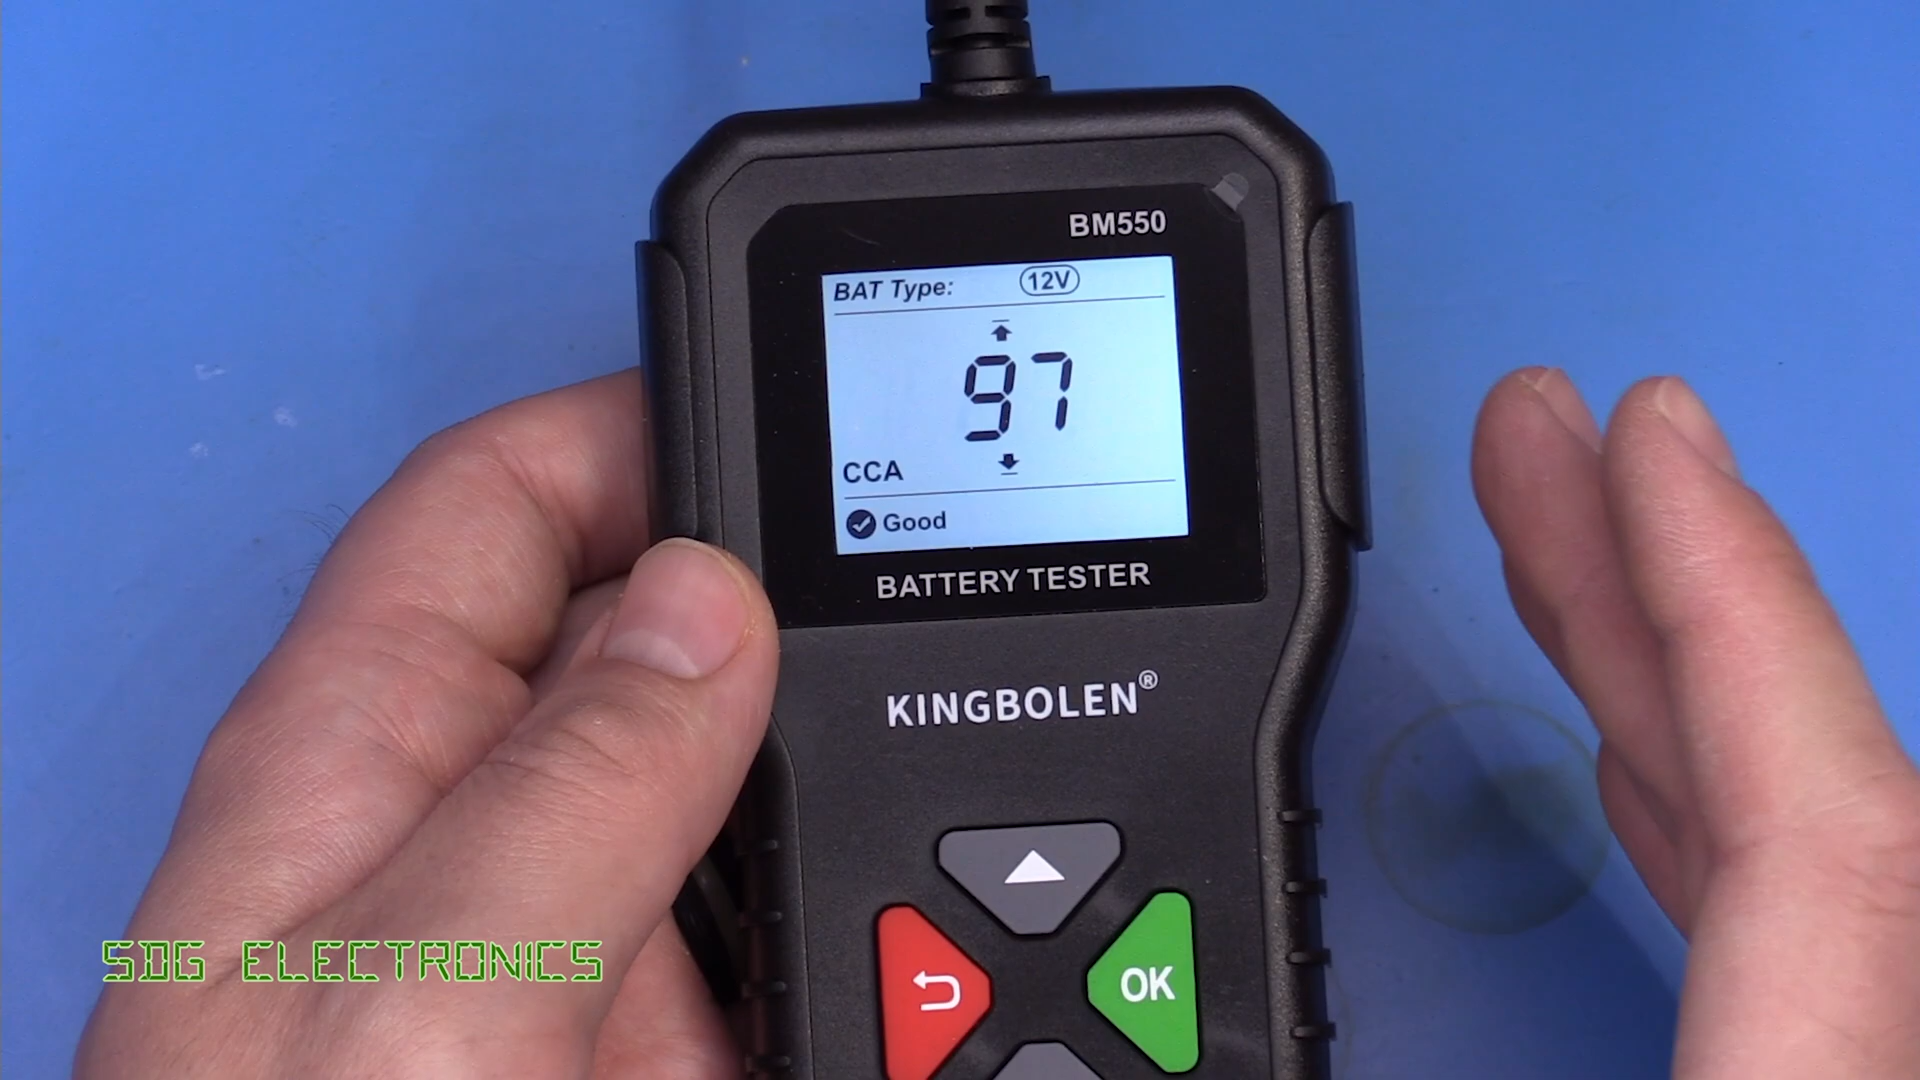 BM550
BAT Type: 12V
97
CCA
Good
BATTERY TESTER
KINGBOLEN®
OK
SDG ELECTRONICS